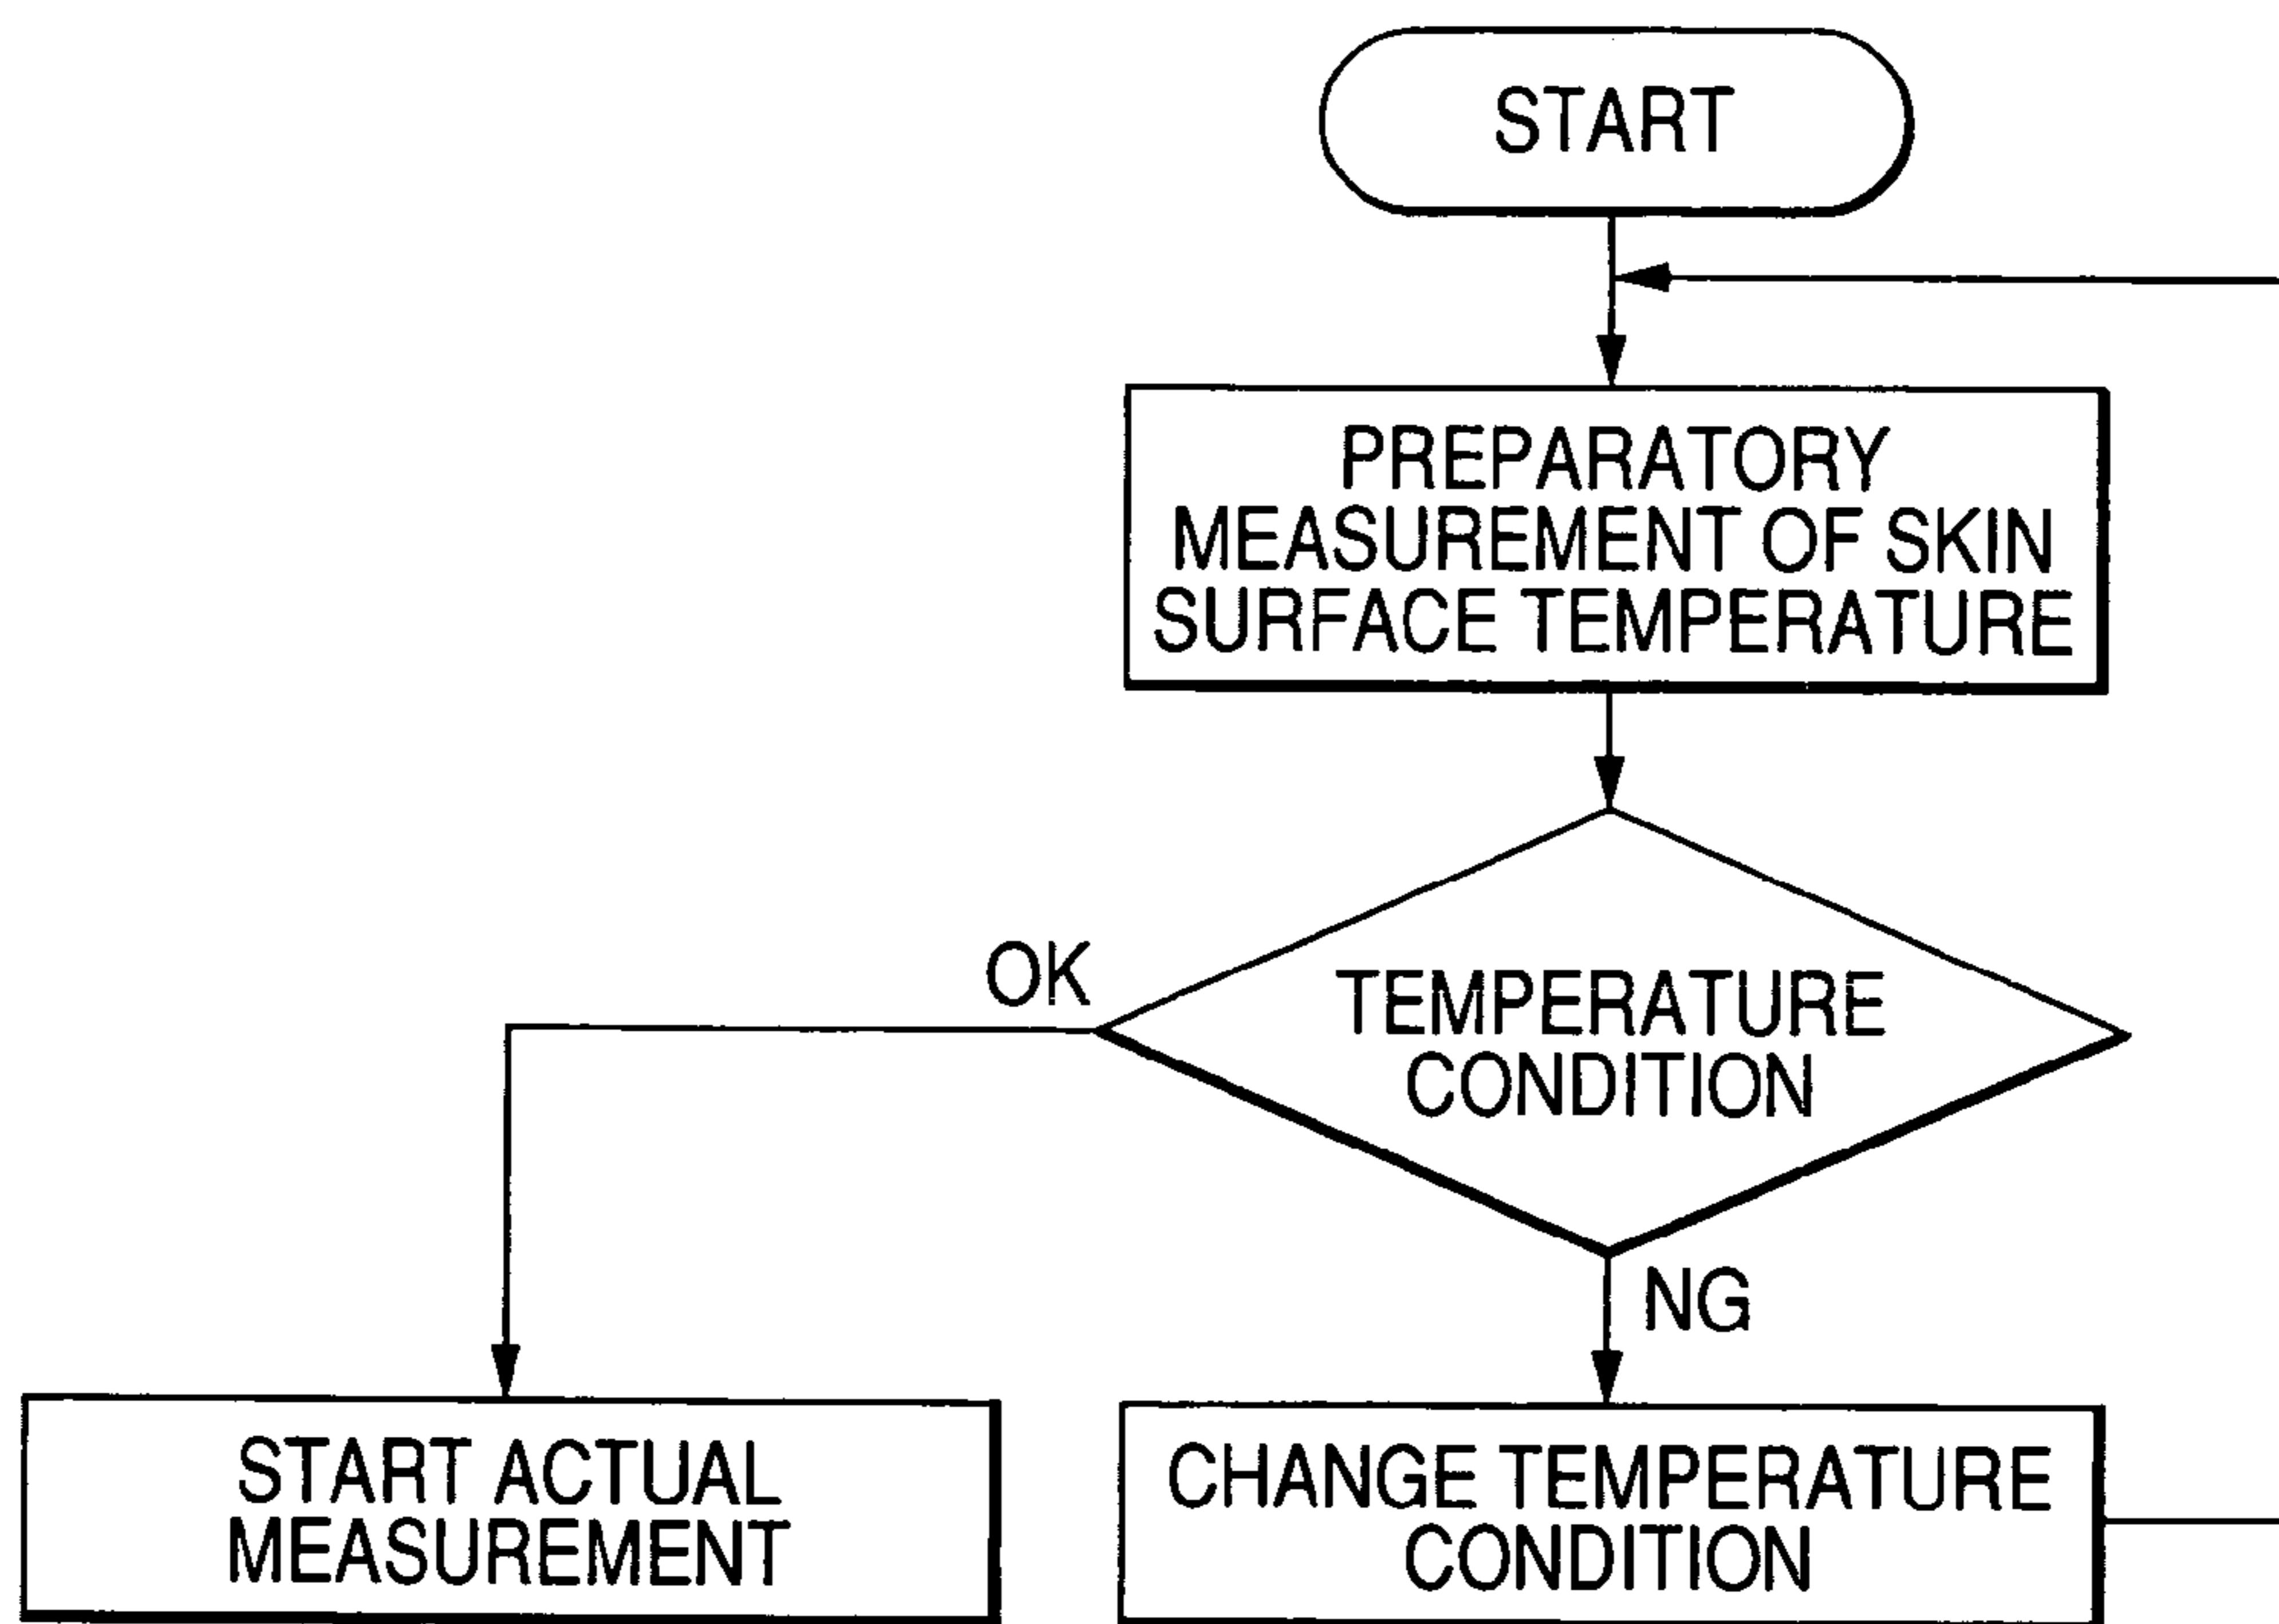 START
PREPARATORY
MEASUREMENT OF SKIN
SURFACE TEMPERATURE
OK
TEMPERATURE
CONDITION
NG
START ACTUAL
MEASUREMENT
CHANGE TEMPERATURE
CONDITION